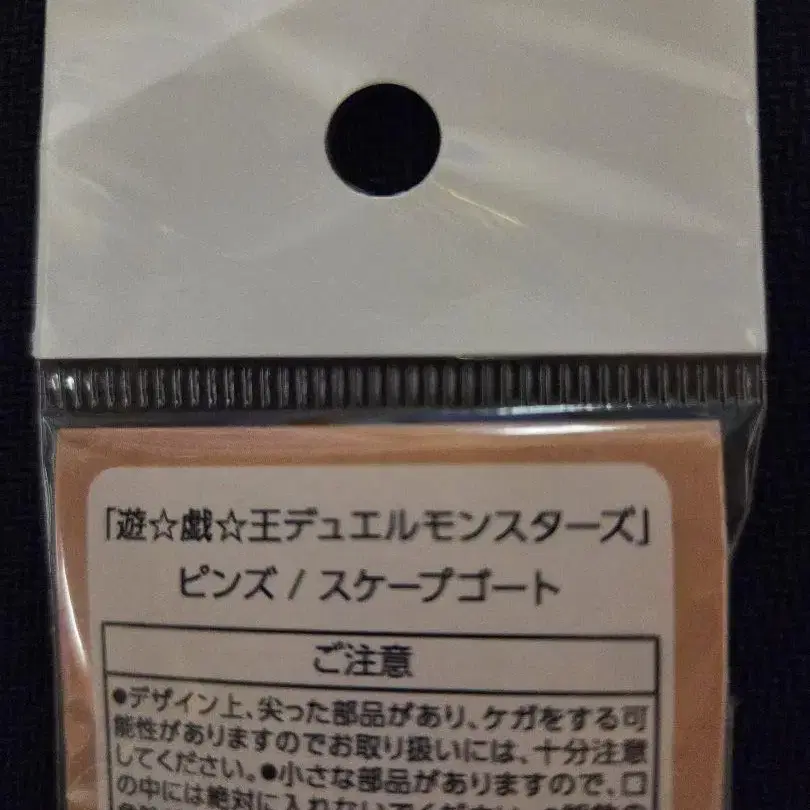 「遊☆戯☆王デュエルモンスターズ」
ピンズ / スケープゴート
ご注意
●デザイン上、尖った部品があり、ケガをする可
能性がありますのでお取り扱いには、十分注意
してください。●小さな部品がありますので、口
の中には絶対に入れないでください。